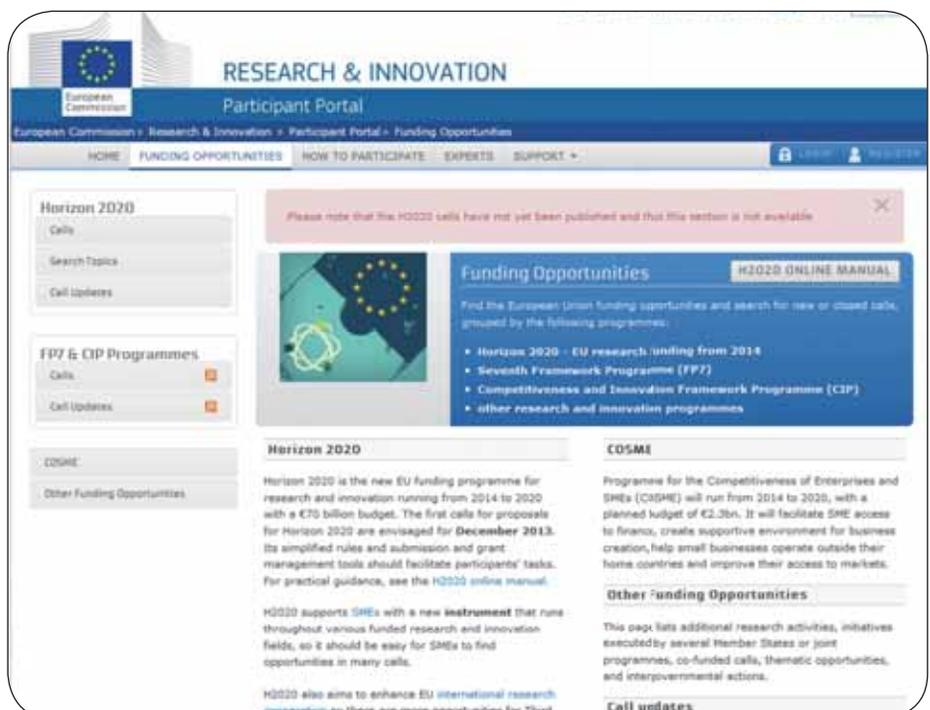 European
Commission
RESEARCH & INNOVATION
Participant Portal
European Commission > Research & Innovation > Participant Portal > Funding Opportunities
HOME FUNDING OPPORTUNITIES HOW TO PARTICIPATE EXPERTS SUPPORT
LOGIN REGISTER
Horizon 2020
Calls
Search Topics
Call Updates
FP7 & CIP Programmes
Calls
Call Updates
COSME
Other Funding Opportunities
Please note that the H2020 calls have not yet been published and thus this section is not available
Funding Opportunities
H2020 ONLINE MANUAL
Find the European Union funding opportunities and search for new or closed calls,
grouped by the following programmes:
• Horizon 2020 - EU research funding from 2014
• Seventh Framework Programme (FP7)
• Competitiveness and Innovation Framework Programme (CIP)
• other research and innovation programmes
Horizon 2020
Horizon 2020 is the new EU funding programme for
research and innovation running from 2014 to 2020
with a €70 billion budget. The first calls for proposals
for Horizon 2020 are envisaged for December 2013.
Its simplified rules and submission and grant
management tools should facilitate participants' tasks.
For practical guidance, see the H2020 online manual.
H2020 supports SMEs with a new instrument that runs
throughout various funded research and innovation
fields, so it should be easy for SMEs to find
opportunities in many calls.
H2020 also aims to enhance EU international research
cooperation so there are more opportunities for Third
COSME
Programme for the Competitiveness of Enterprises and
SMEs (COSME) will run from 2014 to 2020, with a
planned budget of €2.3bn. It will facilitate SME access
to finance, create supportive environment for business
creation, help small businesses operate outside their
home countries and improve their access to markets.
Other Funding Opportunities
This page lists additional research activities, initiatives
executed by several Member States or joint
programmes, co-funded calls, thematic opportunities,
and intergovernmental actions.
Call updates